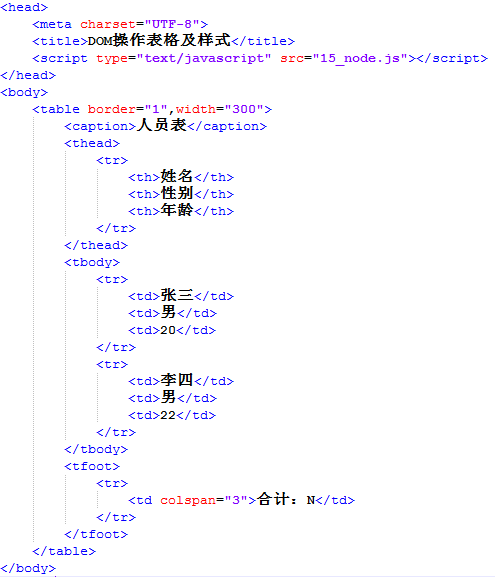 <head>
<meta charset="UTF-8">
<title>DOM操作表格及样式</title>
<script type="text/javascript" src="15_node.js"></script>
</head>
<body>
<table border="1",width="300">
<caption>人员表</caption>
<thead>
<tr>
<th>姓名</th>
<th>性别</th>
<th>年龄</th>
</tr>
</thead>
<tbody>
<tr>
<td>张三</td>
<td>男</td>
<td>20</td>
</tr>
<tr>
<td>李四</td>
<td>男</td>
<td>22</td>
</tr>
</tbody>
<tfoot>
<tr>
<td colspan="3">合计：N</td>
</tr>
</tfoot>
</table>
</body>